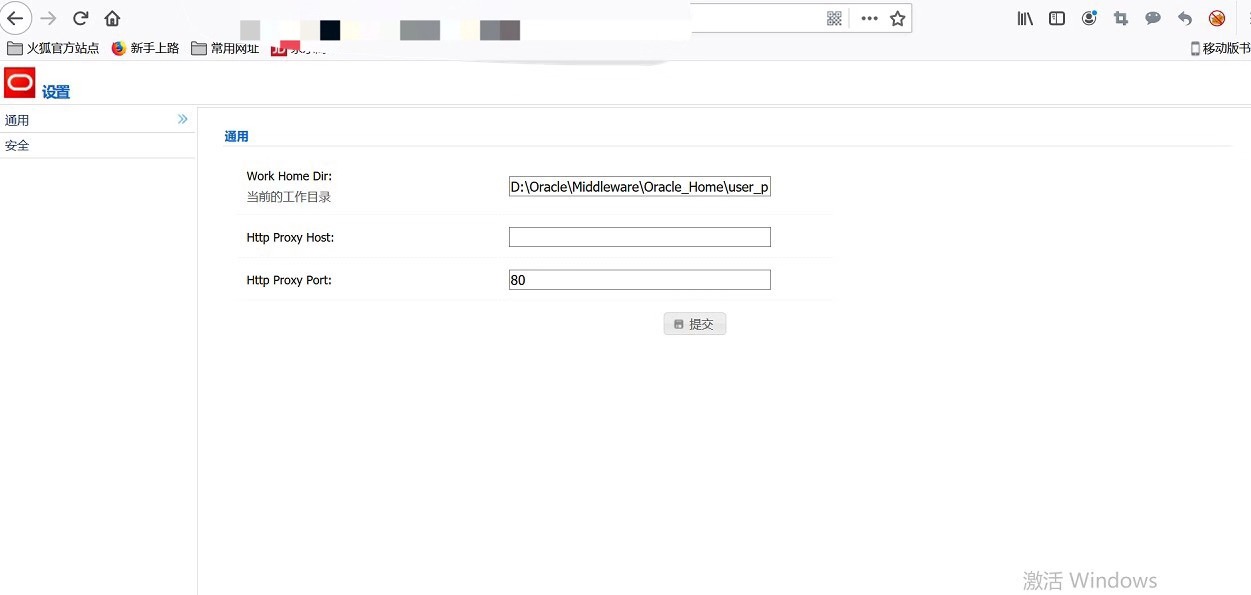 火狐官方站点 新手上路 常用网址 JD
移动版书
设置
通用
安全
通用
Work Home Dir:
D:\Oracle\Middleware\Oracle_Home\user_p
当前的工作目录
Http Proxy Host:
Http Proxy Port:
80
提交
激活 Windows